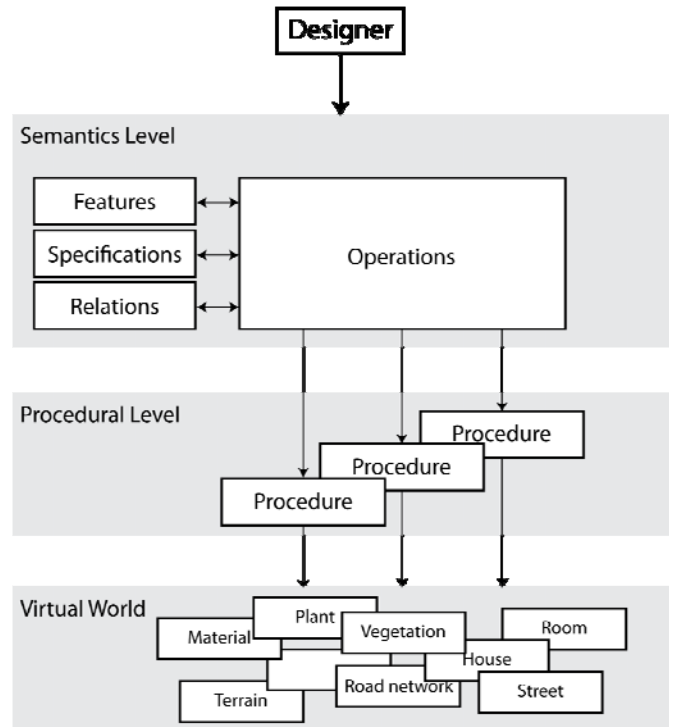 Designer
Semantics Level
Features
Specifications
Relations
Operations
Procedural Level
Procedure
Procedure
Procedure
Virtual World
Plant
Material
Vegetation
Room
House
Terrain
Road network
Street